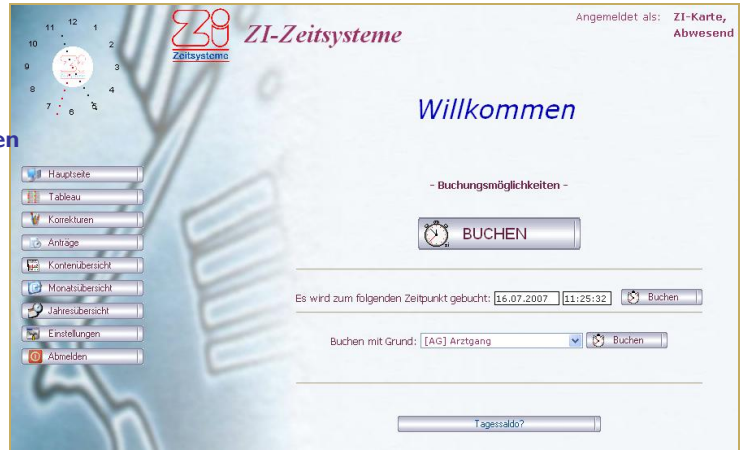 Angemeldet als: ZI-Karte,
Abwesend
12
11 1
10 2
9 3
8 4
7 5
6
Zi
Zeitsysteme
ZI-Zeitsysteme
Willkommen
en
Hauptseite
Tableau
Korrekturen
Anträge
Kontenübersicht
Monatsübersicht
Jahresübersicht
Einstellungen
Abmelden
- Buchungsmöglichkeiten -
BUCHEN
Es wird zum folgenden Zeitpunkt gebucht: 16.07.2007 11:25:32 Buchen
Buchen mit Grund: [AG] Arztgang Buchen
Tagessaldo?